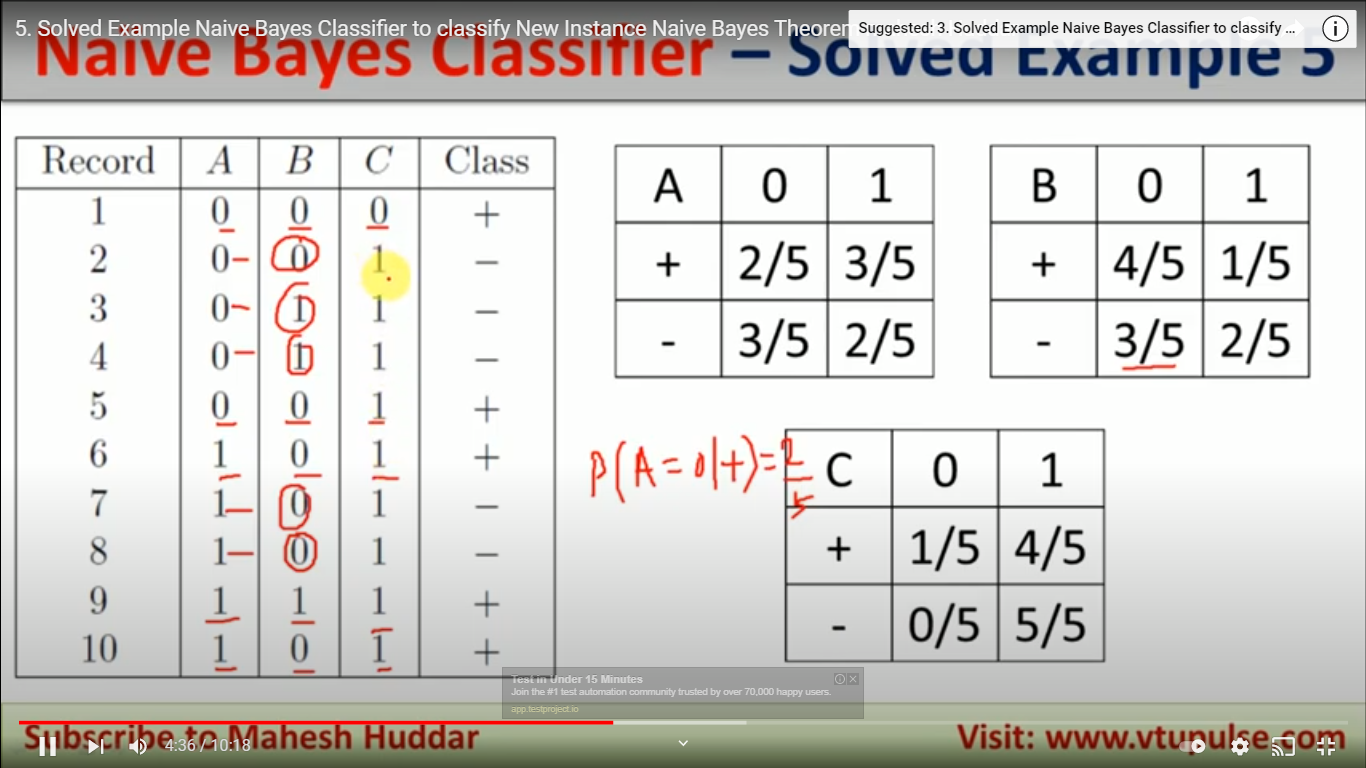 5. Solved Example Naive Bayes Classifier to classify New Instance Naive Bayes Theorem
Suggested: 3. Solved Example Naive Bayes Classifier to classify ...
Naive Bayes Classifier – Solved Example 5
Record A B C Class
1 0 0 0 +
2 0 0 1 −
3 0 1 1 −
4 0 1 1 −
5 0 0 1 +
6 1 0 1 +
7 1 0 1 −
8 1 0 1 −
9 1 1 1 +
10 1 0 1 +
A 0 1
+ 2/5 3/5
- 3/5 2/5
B 0 1
+ 4/5 1/5
- 3/5 2/5
P(A=0|+)=2/5
C 0 1
+ 1/5 4/5
- 0/5 5/5
Test in Under 15 Minutes
Join the #1 test automation community trusted by over 70,000 happy users.
app.testproject.io
Subscribe to Mahesh Huddar
Visit: www.vtupulse.com
4:36 / 10:18